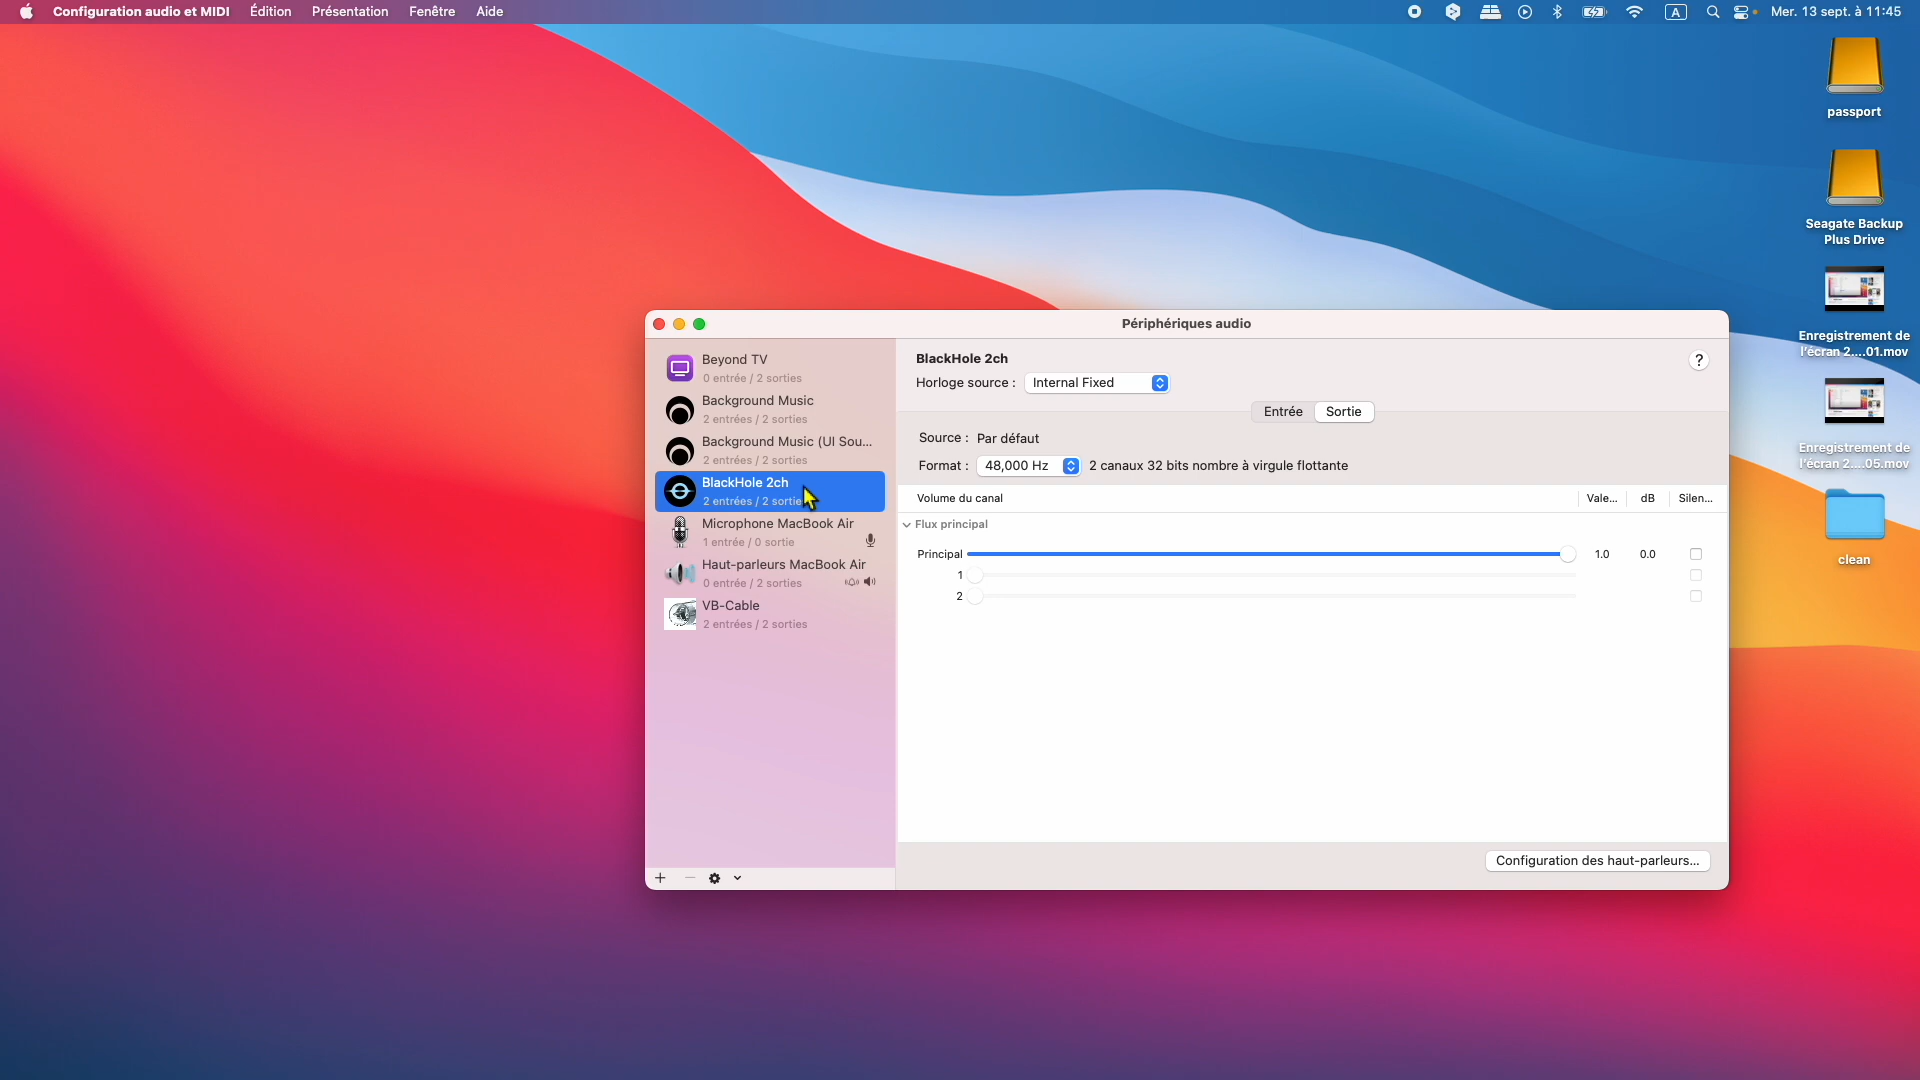 Configuration audio et MIDI Édition Présentation Fenêtre Aide
A
Mer. 13 sept. à 11:45
passport
Seagate Backup
Plus Drive
Enregistrement de
l'écran 2....01.mov
Enregistrement de
l'écran 2....05.mov
clean
Périphériques audio
Beyond TV
0 entrée / 2 sorties
Background Music
2 entrées / 2 sorties
Background Music (UI Sou...
2 entrées / 2 sorties
BlackHole 2ch
2 entrées / 2 sorties
Microphone MacBook Air
1 entrée / 0 sortie
Haut-parleurs MacBook Air
0 entrée / 2 sorties
VB-Cable
2 entrées / 2 sorties
BlackHole 2ch
?
Horloge source : Internal Fixed
Entrée Sortie
Source : Par défaut
Format : 48,000 Hz 2 canaux 32 bits nombre à virgule flottante
Volume du canal Vale... dB Silen...
Flux principal
Principal 1.0 0.0
1
2
Configuration des haut-parleurs...